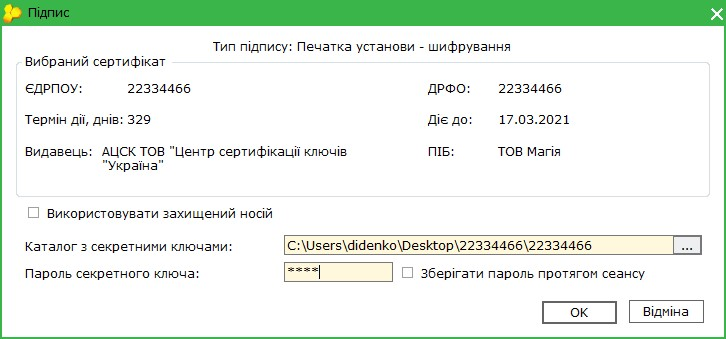 Підпис
Тип підпису: Печатка установи - шифрування
Вибраний сертифікат
ЄДРПОУ: 22334466 ДРФО: 22334466
Термін дії, днів: 329 Діє до: 17.03.2021
Видавець: АЦСК ТОВ "Центр сертифікації ключів ПІБ: ТОВ Магія
"Україна"
Використовувати захищений носій
Каталог з секретними ключами: C:\Users\didenko\Desktop\22334466\22334466 ...
Пароль секретного ключа: **** Зберігати пароль протягом сеансу
OK Відміна